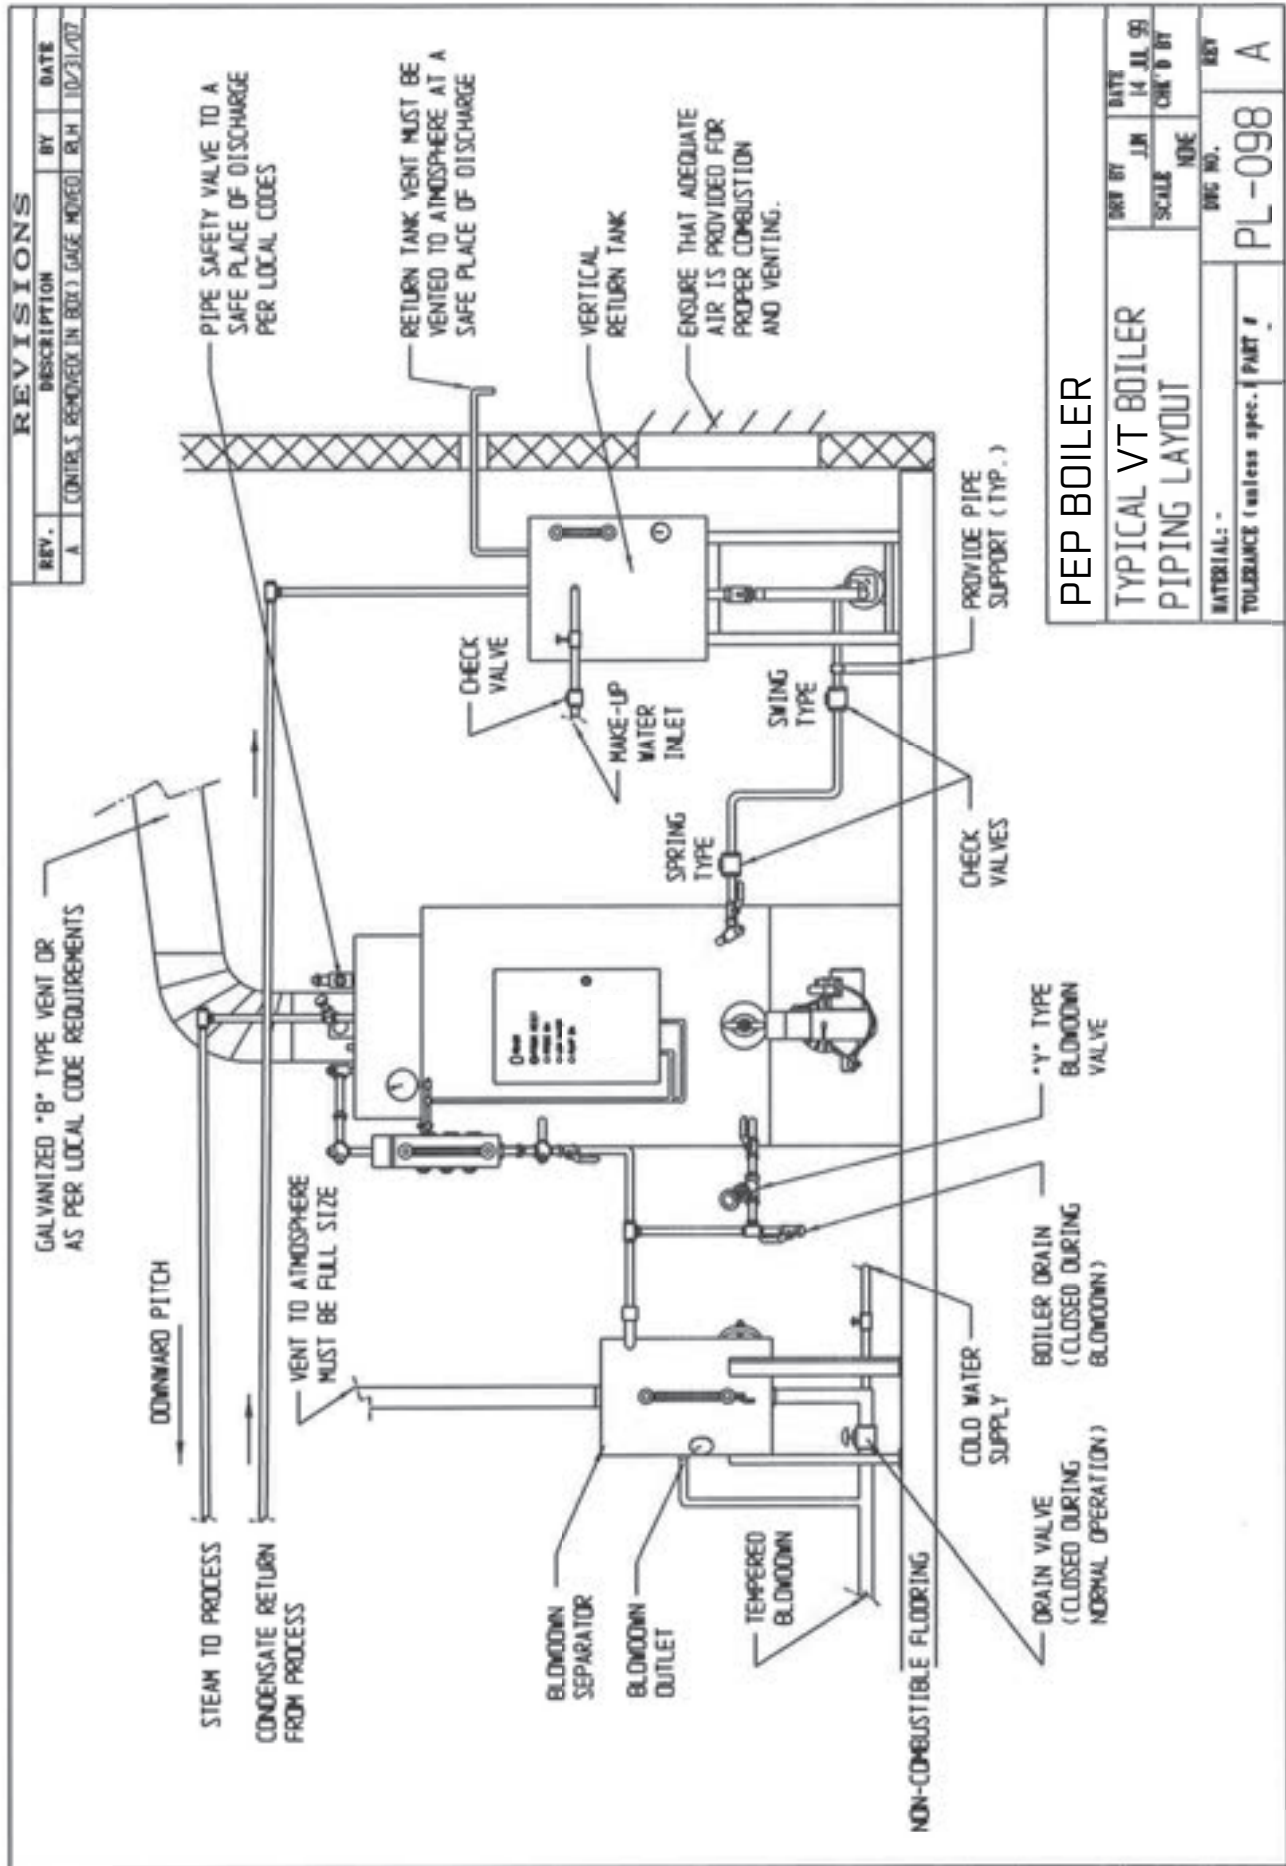 REVISIONS
REV. DESCRIPTION BY DATE
A CONTRLS REMOVED(X IN BOX) GAGE MOVED RLH 10/31/07
GALVANIZED "B" TYPE VENT OR
AS PER LOCAL CODE REQUIREMENTS
DOWNWARD PITCH
STEAM TO PROCESS
CONDENSATE RETURN
FROM PROCESS
VENT TO ATMOSPHERE
MUST BE FULL SIZE
PIPE SAFETY VALVE TO A
SAFE PLACE OF DISCHARGE
PER LOCAL CODES
RETURN TANK VENT MUST BE
VENTED TO ATMOSPHERE AT A
SAFE PLACE OF DISCHARGE
CHECK
VALVE
VERTICAL
RETURN TANK
MAKE-UP
WATER
INLET
ENSURE THAT ADEQUATE
AIR IS PROVIDED FOR
PROPER COMBUSTION
AND VENTING.
BLOWDOWN
SEPARATOR
BLOWDOWN
OUTLET
TEMPERED
BLOWDOWN
SPRING
TYPE
SWING
TYPE
NON-COMBUSTIBLE FLOORING
COLD WATER
SUPPLY
CHECK
VALVES
PROVIDE PIPE
SUPPORT (TYP.)
DRAIN VALVE
(CLOSED DURING
NORMAL OPERATION)
BOILER DRAIN
(CLOSED DURING
BLOWDOWN)
"Y" TYPE
BLOWDOWN
VALVE
PEP BOILER
TYPICAL VT BOILER
PIPING LAYOUT
DRW BY JJM
DATE 14 JUL 99
SCALE NONE
CHK'D BY
MATERIAL: -
TOLERANCE (unless spec.)
PART # -
DWG NO. PL-098
REV A